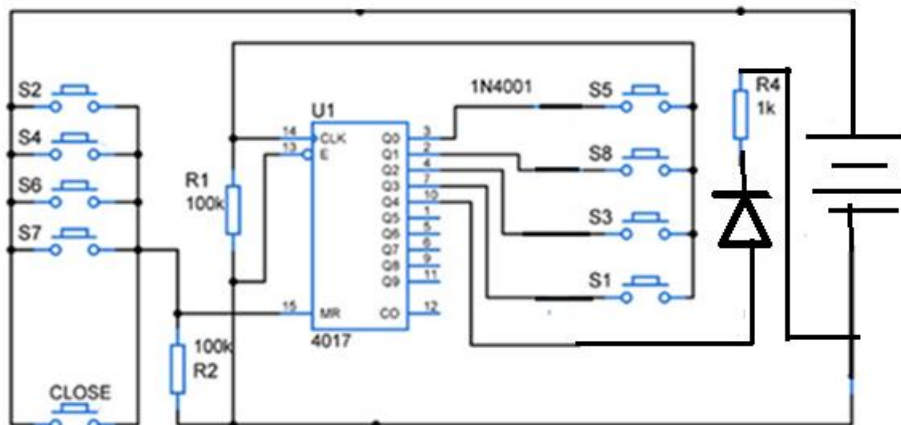 S2
S4
S6
S7
CLOSE
R1
100k
100k
R2
U1
14 CLK
13 E
15 MR
Q0 3
Q1 2
Q2 4
Q3 7
Q4 10
Q5 1
Q6 5
Q7 6
Q8 9
Q9 11
CO 12
4017
1N4001
S5
S8
S3
S1
R4
1k